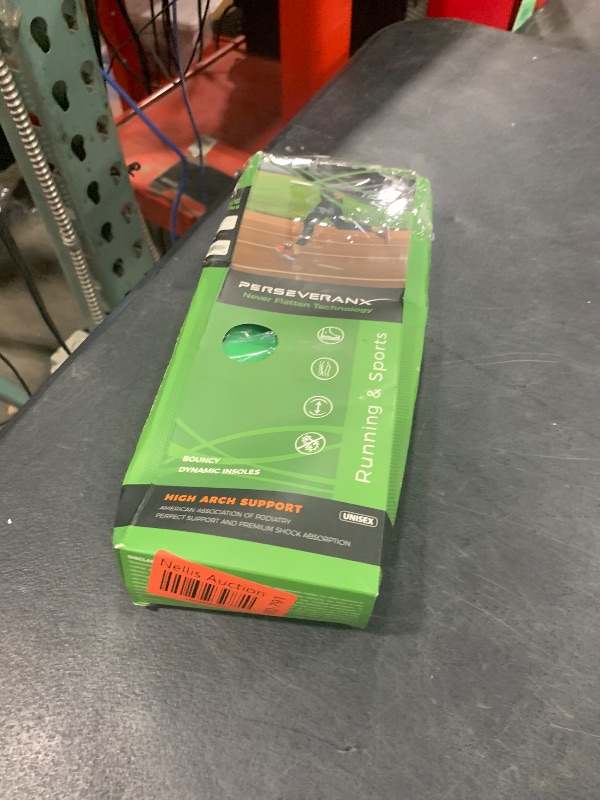 PERSEVERANX
Never Flatten Technology
Running & Sports
BOUNCY
DYNAMIC INSOLES
HIGH ARCH SUPPORT
AMERICAN ASSOCIATION OF PODIATRY
PERFECT SUPPORT AND PREMIUM SHOCK ABSORPTION
UNISEX
Nellis Auction